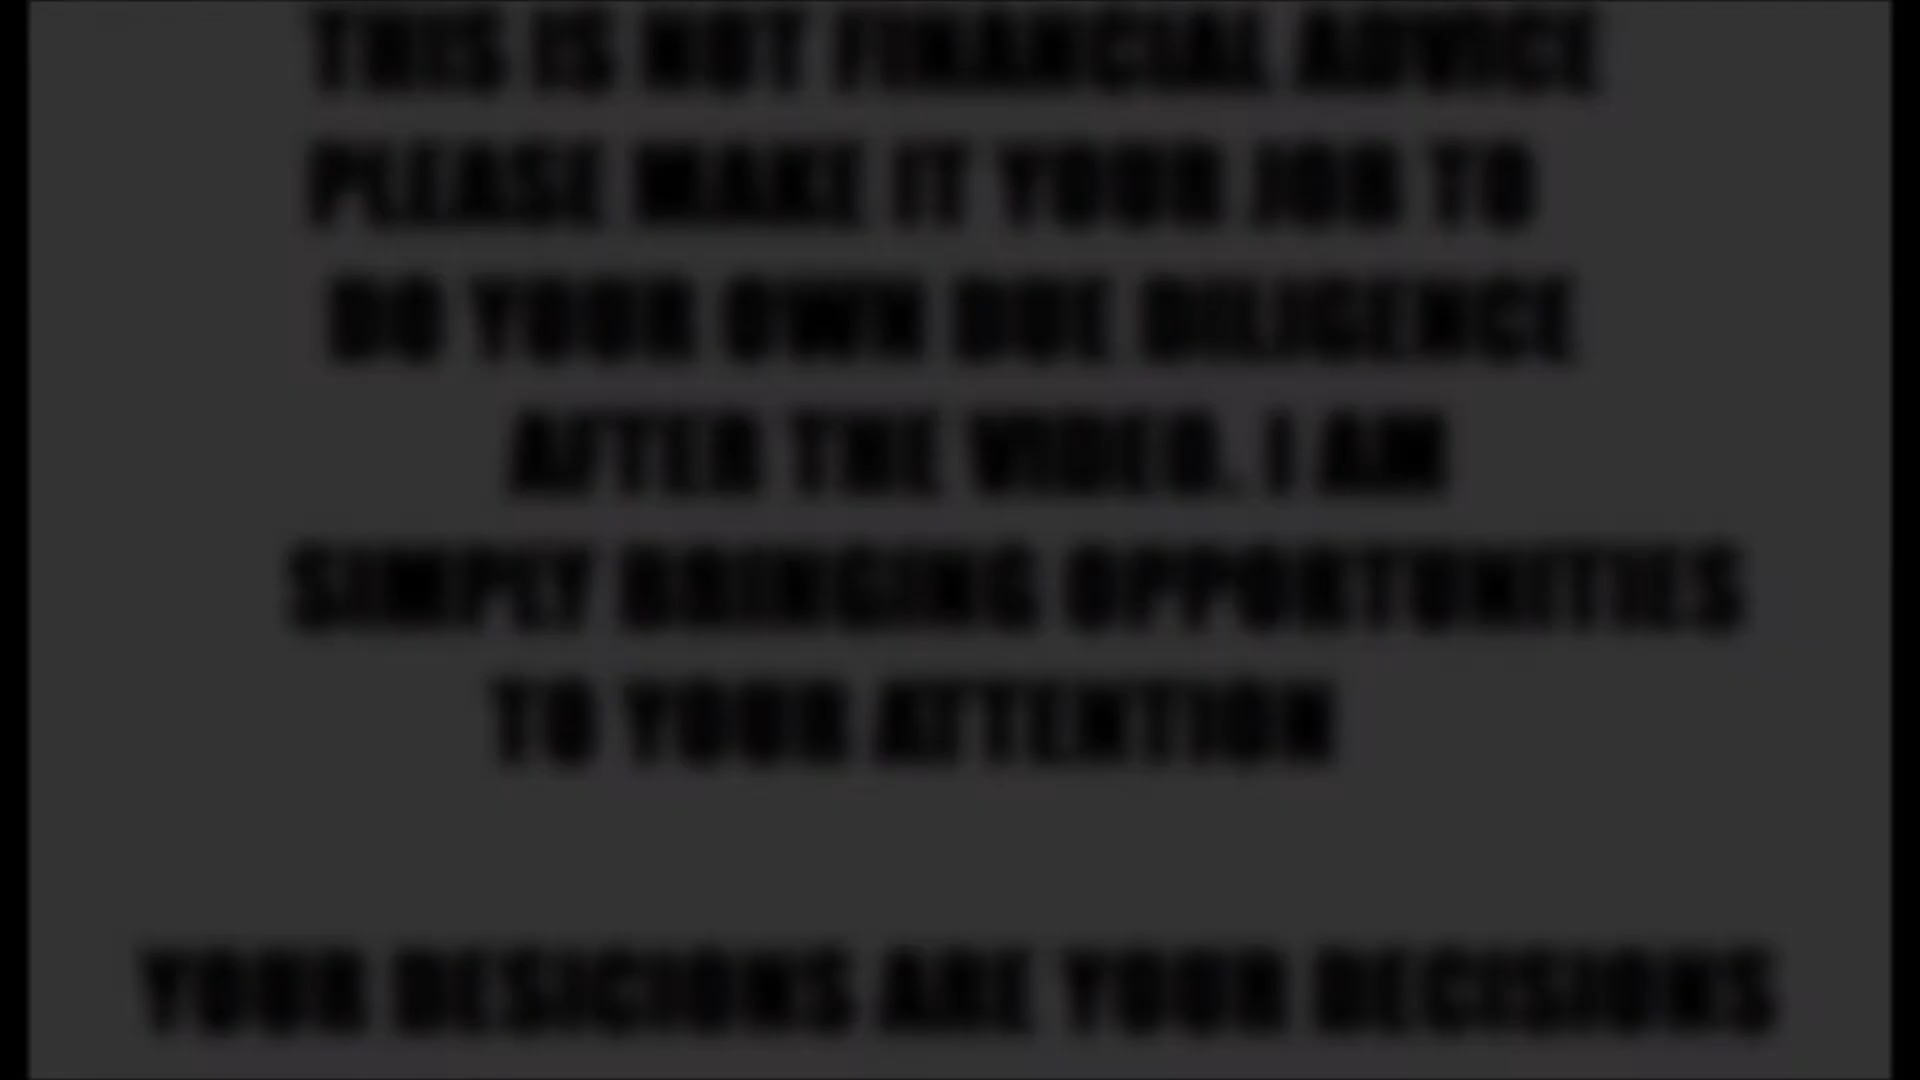 THIS IS NOT FINANCIAL ADVICE
PLEASE MAKE IT YOUR JOB TO
DO YOUR OWN DUE DILIGENCE
AFTER THE VIDEO. I AM
SIMPLY BRINGING OPPORTUNITIES
TO YOUR ATTENTION
YOUR DESICIONS ARE YOUR DECISIONS